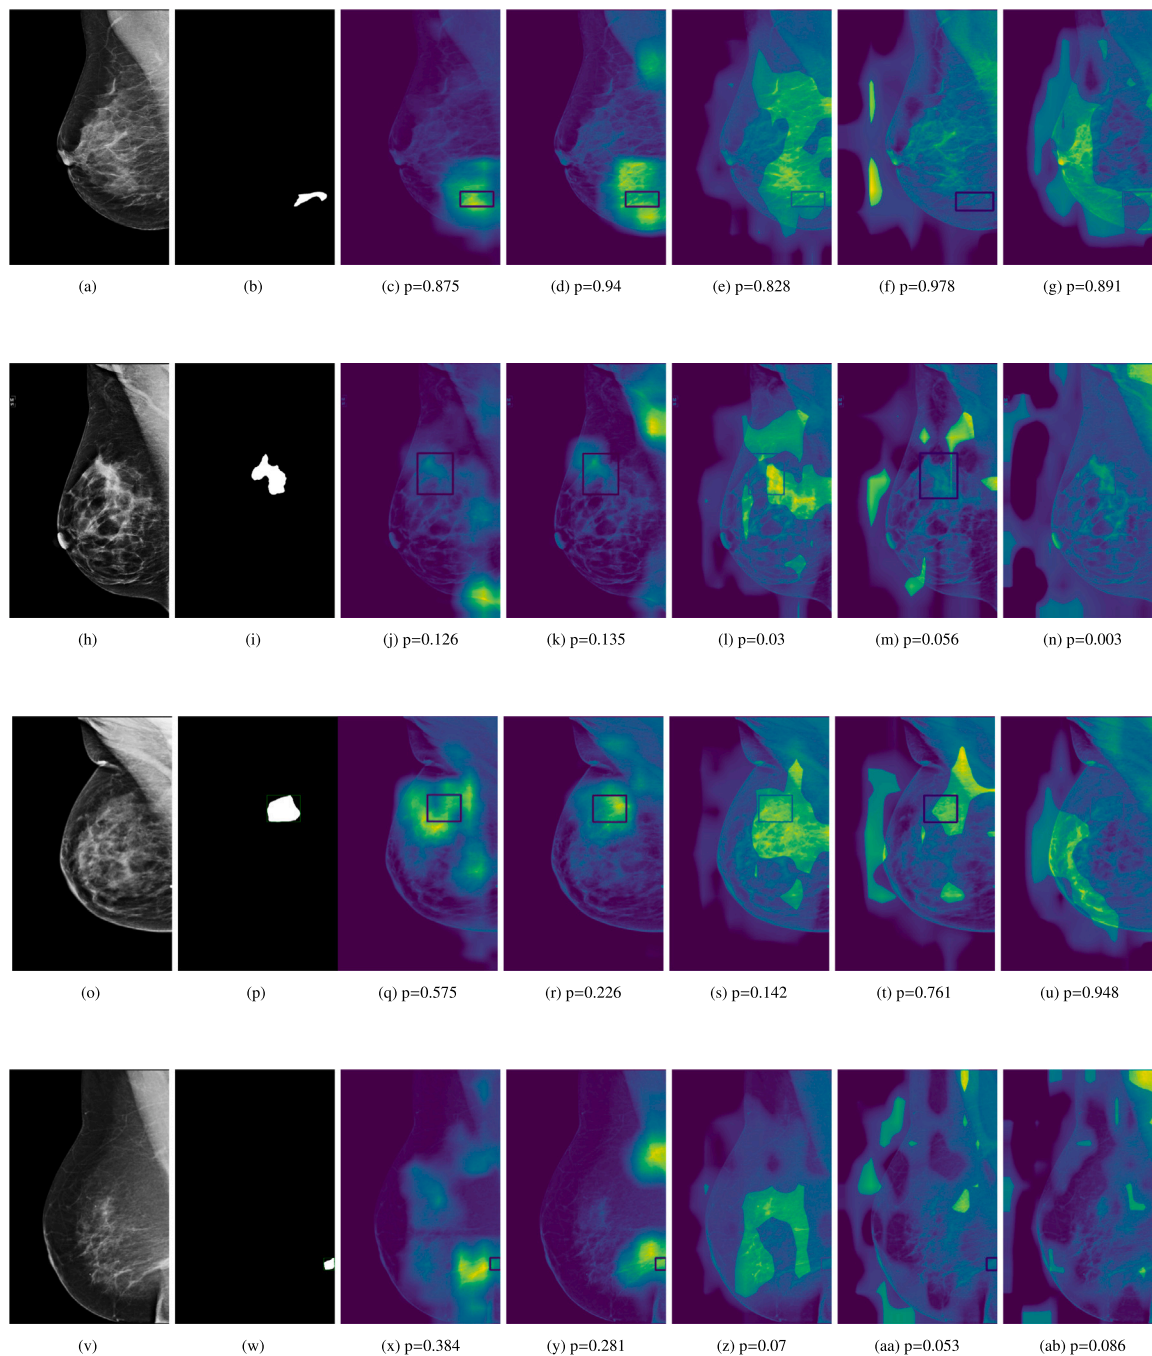 (a) (b) (c) p=0.875 (d) p=0.94 (e) p=0.828 (f) p=0.978 (g) p=0.891
(h) (i) (j) p=0.126 (k) p=0.135 (l) p=0.03 (m) p=0.056 (n) p=0.003
(o) (p) (q) p=0.575 (r) p=0.226 (s) p=0.142 (t) p=0.761 (u) p=0.948
(v) (w) (x) p=0.384 (y) p=0.281 (z) p=0.07 (aa) p=0.053 (ab) p=0.086